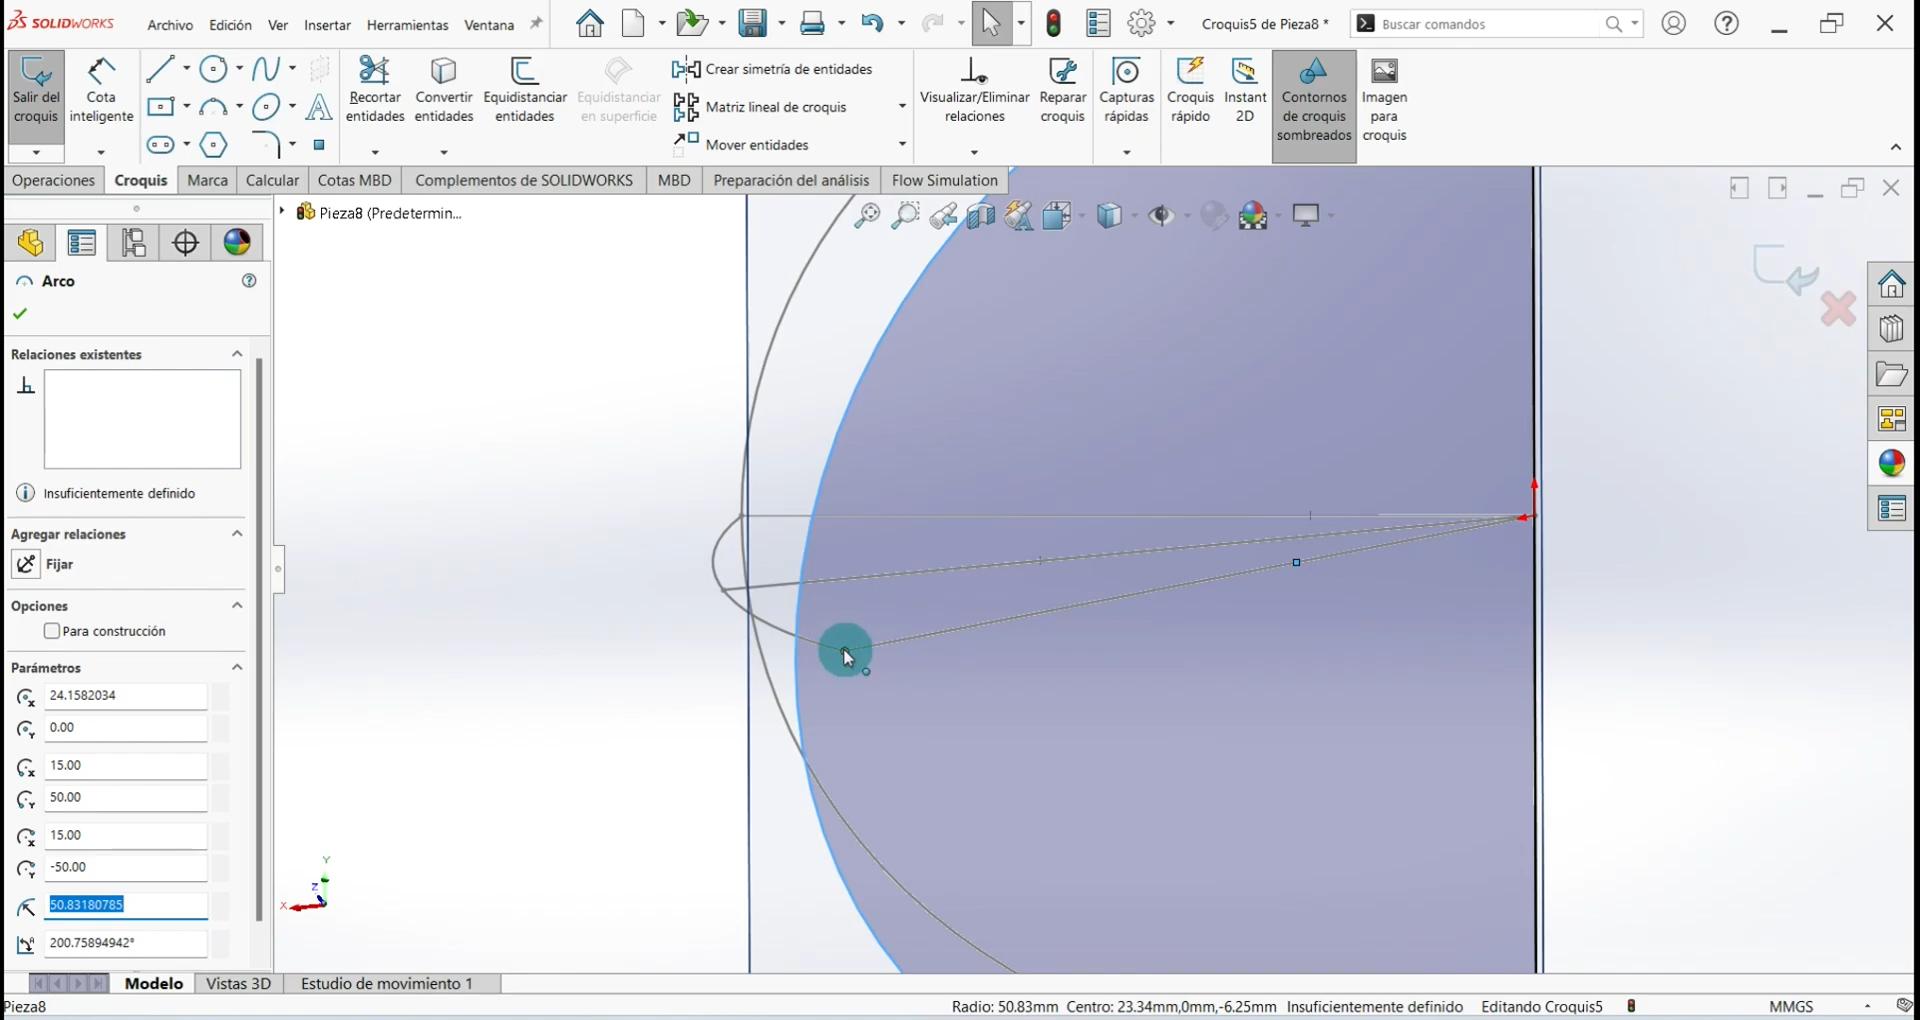 SOLIDWORKS
Archivo Edición Ver Insertar Herramientas Ventana
Croquis5 de Pieza8 *
Buscar comandos
Salir del croquis
Cota inteligente
Recortar entidades
Convertir entidades
Equidistanciar entidades
Equidistanciar en superficie
Crear simetría de entidades
Matriz lineal de croquis
Mover entidades
Visualizar/Eliminar relaciones
Reparar croquis
Capturas rápidas
Croquis rápido
Instant 2D
Contornos de croquis sombreados
Imagen para croquis
Operaciones Croquis Marca Calcular Cotas MBD Complementos de SOLIDWORKS MBD Preparación del análisis Flow Simulation
Pieza8 (Predetermin...
Arco
Relaciones existentes
Insuficientemente definido
Agregar relaciones
Fijar
Opciones
Para construcción
Parámetros
24.1582034
0.00
15.00
50.00
15.00
-50.00
50.83180785
200.75894942°
Y
Z
X
Modelo Vistas 3D Estudio de movimiento 1
Pieza8
Radio: 50.83mm Centro: 23.34mm,0mm,-6.25mm Insuficientemente definido Editando Croquis5 MMGS